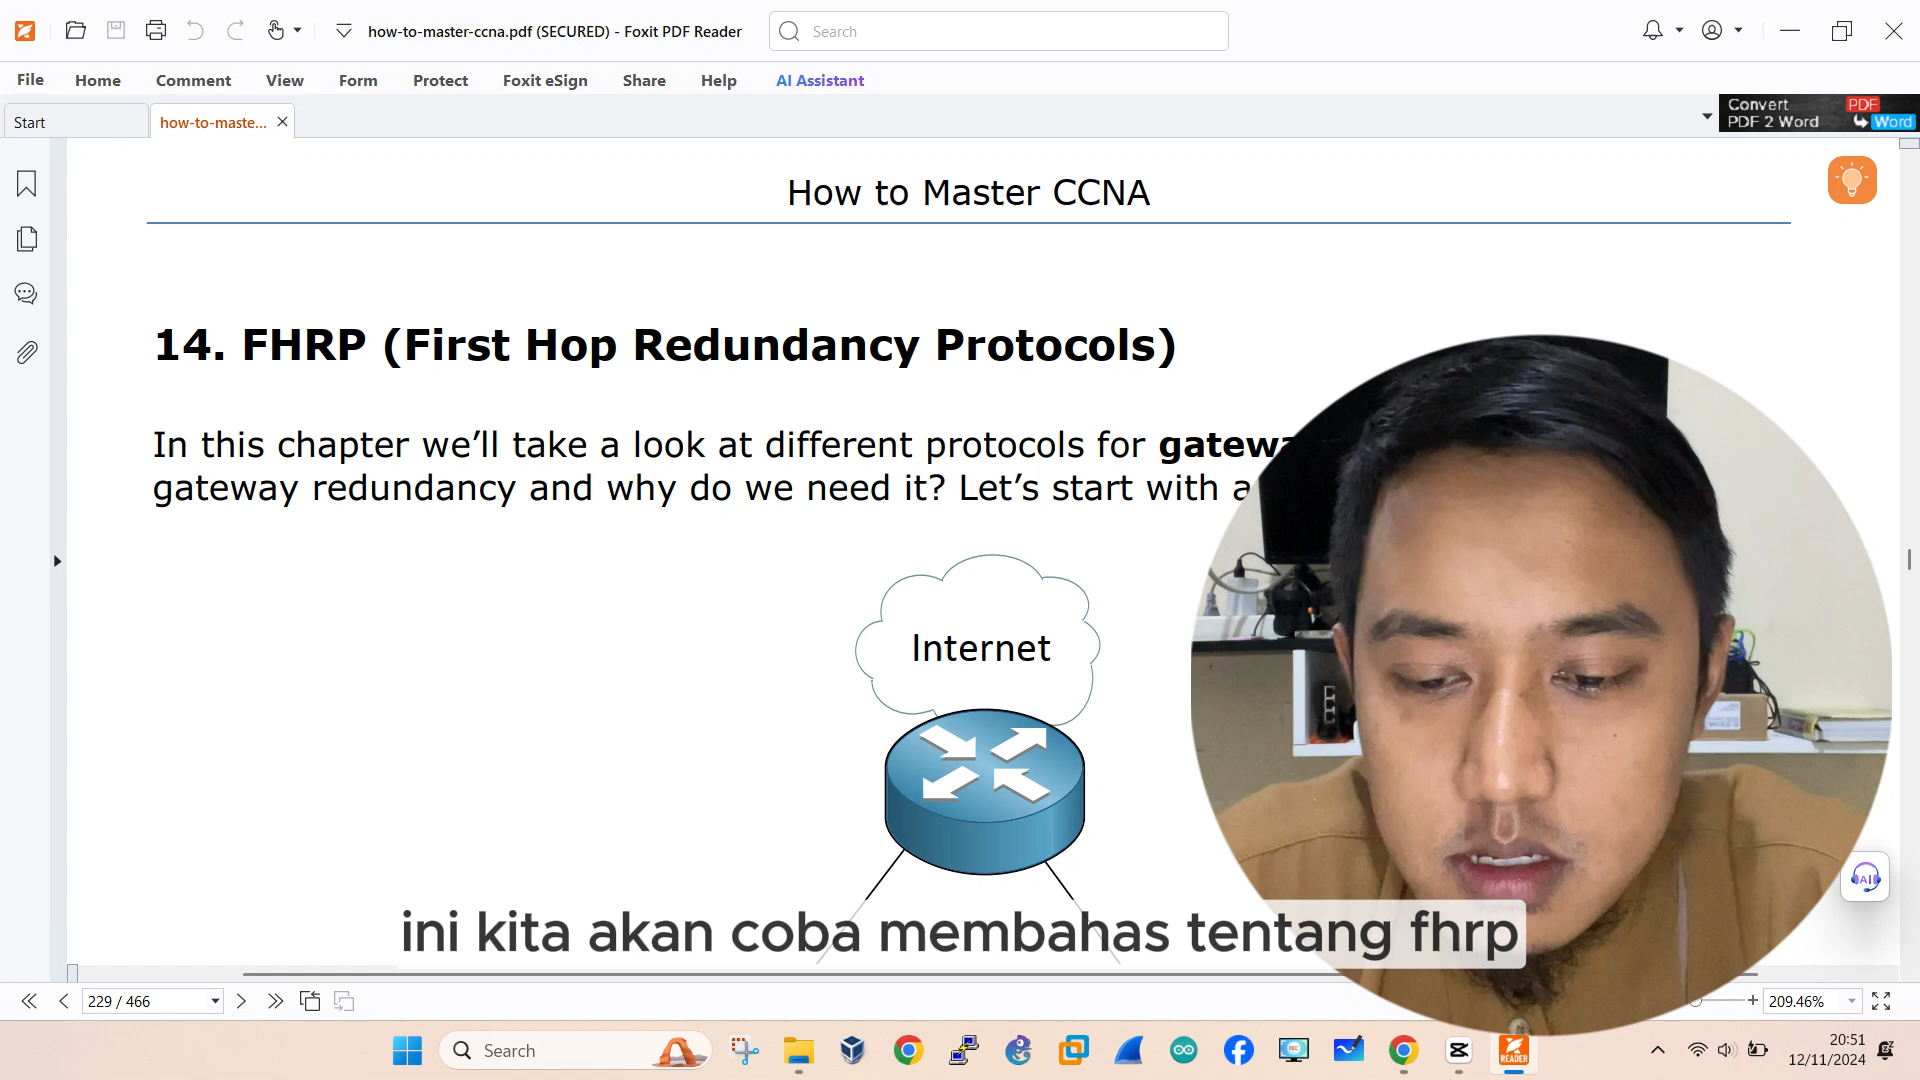 how-to-master-ccna.pdf (SECURED) - Foxit PDF Reader
Search
File Home Comment View Form Protect Copy Foxit eSign Share Help AI Assistant
Start
how-to-maste...
Convert PDF
PDF 2 Word Word
How to Master CCNA
14. FHRP (First Hop Redundancy Protocols)
In this chapter we'll take a look at different protocols for
gateway redundancy and why do we need it? Let's start with a
Internet
AI
ini kita akan coba membahas tentang fhrp
229 / 466
209.46%
Search
REC
READER
20:51
12/11/2024